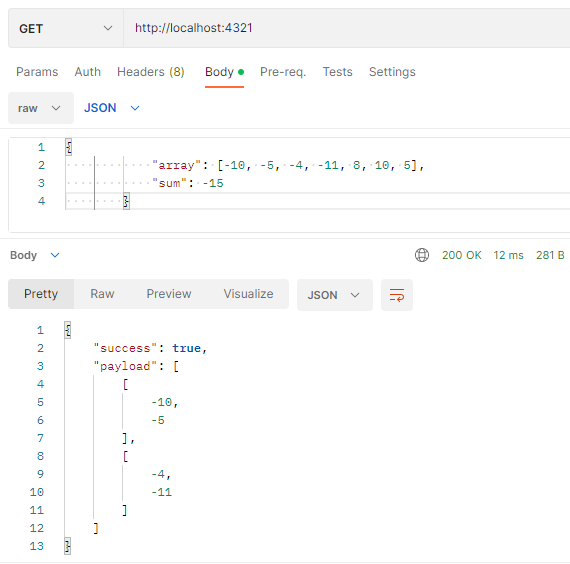 GET http://localhost:4321
Params Auth Headers (8) Body Pre-req. Tests Settings
raw JSON
1 {
2 "array": [-10, -5, -4, -11, 8, 10, 5],
3 "sum": -15
4 }
Body 200 OK 12 ms 281 B
Pretty Raw Preview Visualize JSON
1 {
2 "success": true,
3 "payload": [
4 [
5 -10,
6 -5
7 ],
8 [
9 -4,
10 -11
11 ]
12 ]
13 }